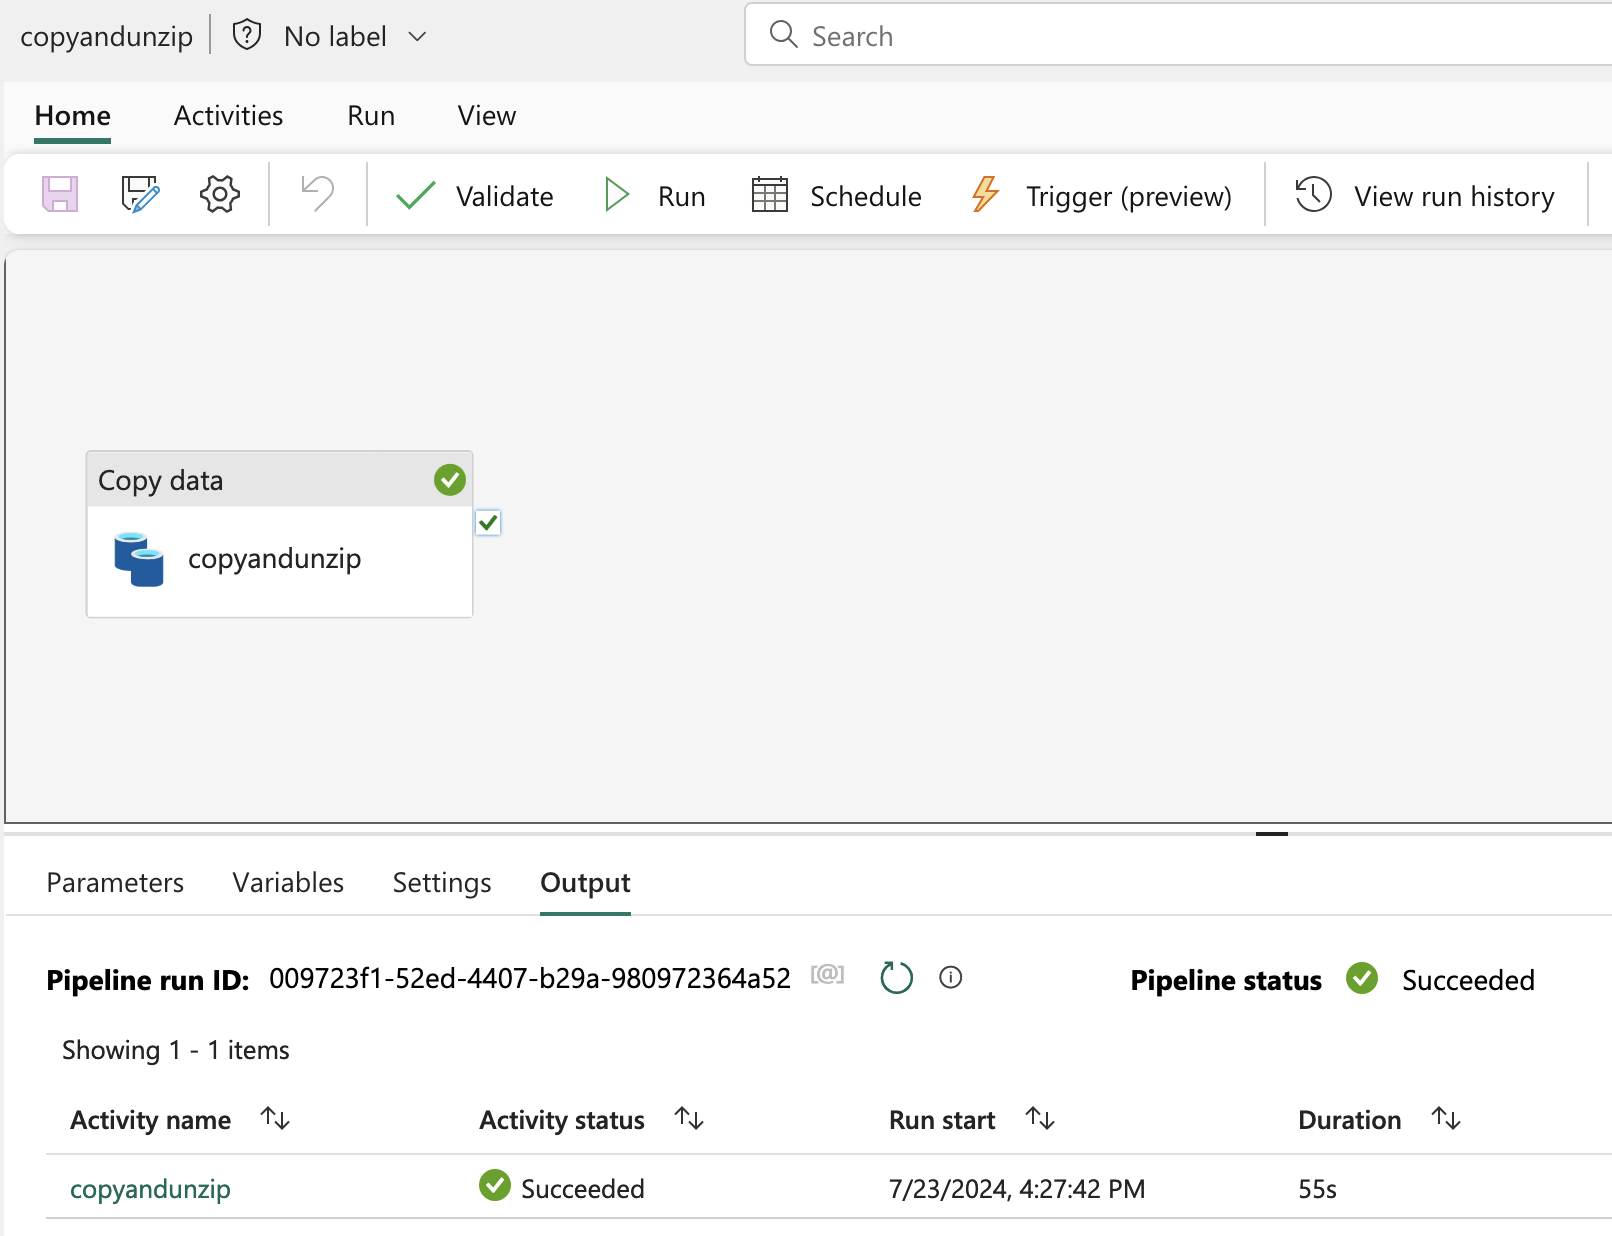 copyandunzip No label Search
Home Activities Run View
Validate Run Schedule Trigger (preview) View run history
Copy data
copyandunzip
Parameters Variables Settings Output
Pipeline run ID: 009723f1-52ed-4407-b29a-980972364a52 [@] Pipeline status Succeeded
Showing 1 - 1 items
Activity name Activity status Run start Duration
copyandunzip Succeeded 7/23/2024, 4:27:42 PM 55s